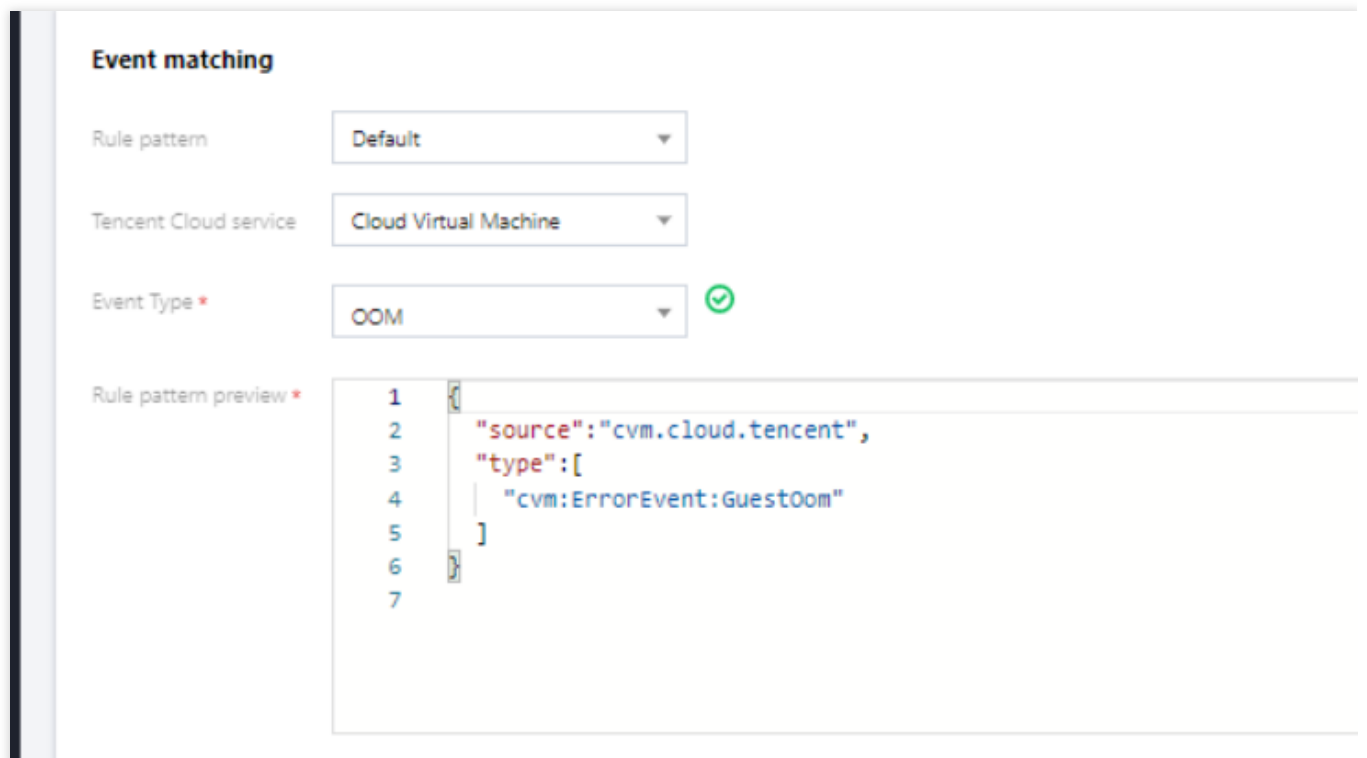 Event matching
Rule pattern Default
Tencent Cloud service Cloud Virtual Machine
Event Type * OOM
Rule pattern preview *
1 {
2 "source":"cvm.cloud.tencent",
3 "type":[
4 "cvm:ErrorEvent:GuestOom"
5 ]
6 }
7